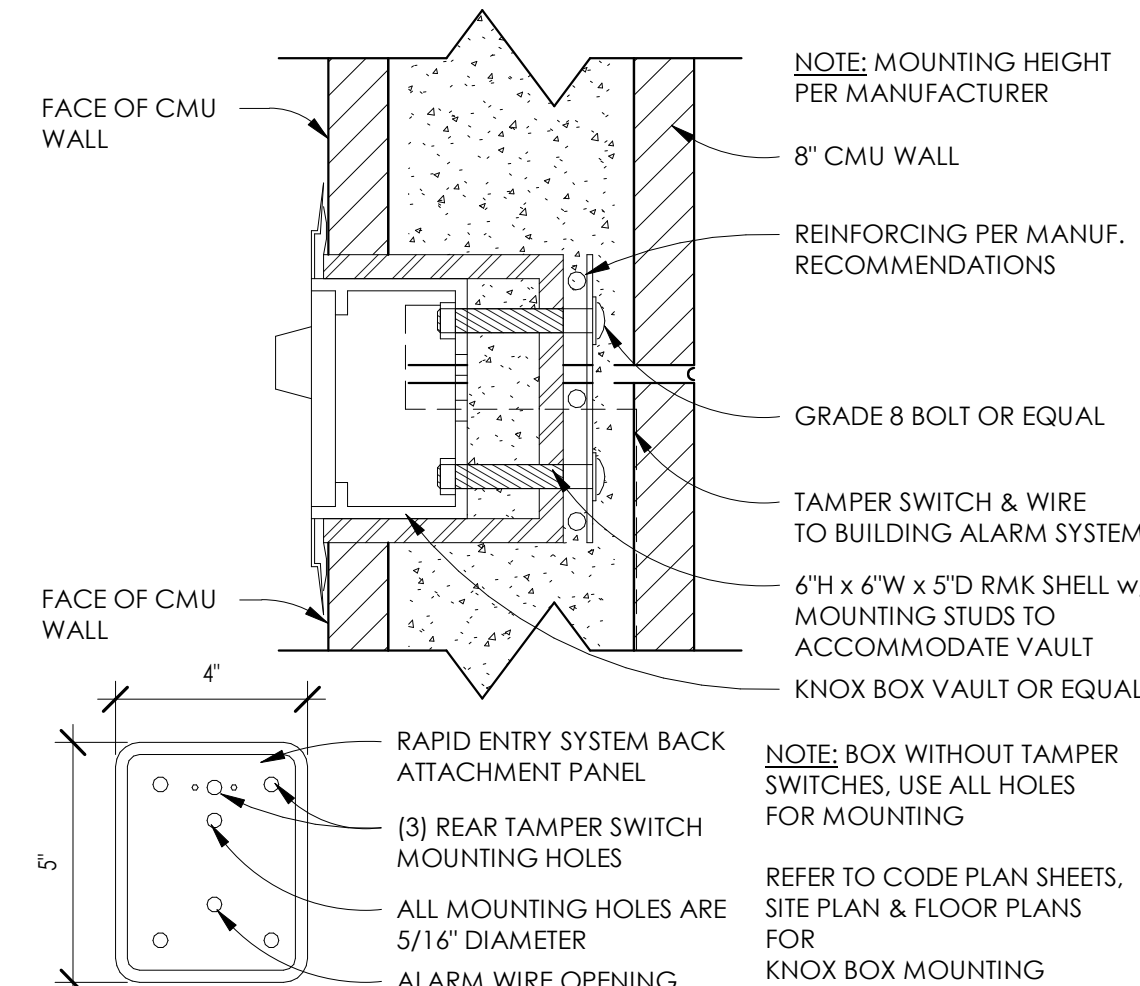 FACE OF CMU
WALL
NOTE: MOUNTING HEIGHT
PER MANUFACTURER
8" CMU WALL
REINFORCING PER MANUF.
RECOMMENDATIONS
GRADE 8 BOLT OR EQUAL
TAMPER SWITCH & WIRE
TO BUILDING ALARM SYSTEM
6"H x 6"W x 5"D RMK SHELL w/
MOUNTING STUDS TO
ACCOMMODATE VAULT
KNOX BOX VAULT OR EQUAL
FACE OF CMU
WALL
4"
5"
RAPID ENTRY SYSTEM BACK
ATTACHMENT PANEL
(3) REAR TAMPER SWITCH
MOUNTING HOLES
ALL MOUNTING HOLES ARE
5/16" DIAMETER
ALARM WIRE OPENING
NOTE: BOX WITHOUT TAMPER
SWITCHES, USE ALL HOLES
FOR MOUNTING
REFER TO CODE PLAN SHEETS,
SITE PLAN & FLOOR PLANS
FOR
KNOX BOX MOUNTING